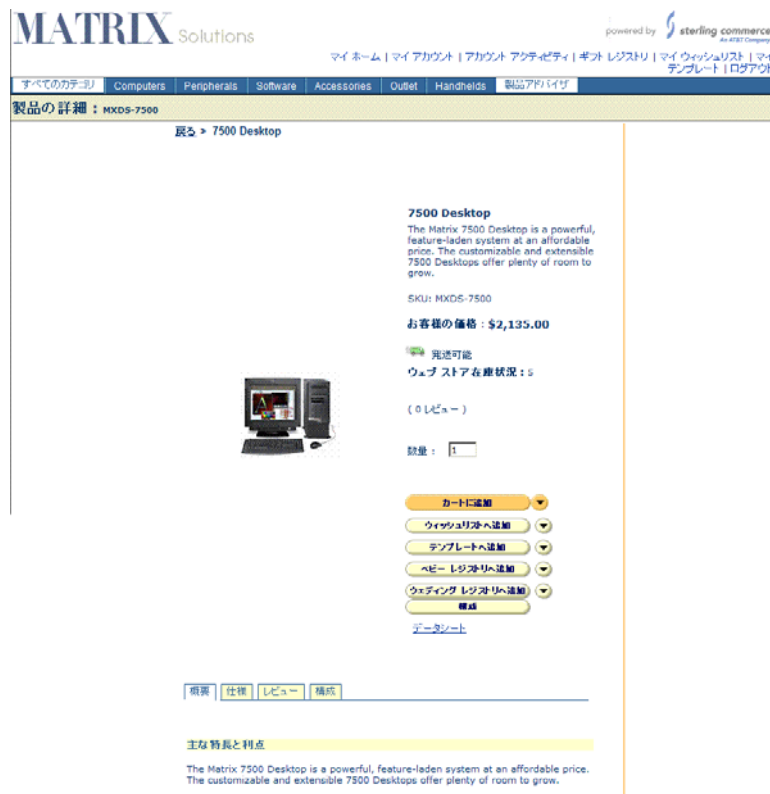 MATRIX Solutions
powered by sterling commerce
An AT&T Company
マイ ホーム | マイ アカウント | アカウント アクティビティ | ギフト レジストリ | マイ ウィッシュリスト | マイ
テンプレート | ログアウ
すべてのカテゴリ Computers Peripherals Software Accessories Outlet Handhelds 製品アドバイザ
製品の詳細 : MXDS-7500
戻る > 7500 Desktop
7500 Desktop
The Matrix 7500 Desktop is a powerful,
feature-laden system at an affordable
price. The customizable and extensible
7500 Desktops offer plenty of room to
grow.
SKU: MXDS-7500
お客様の価格 : $2,135.00
発送可能
ウェブ ストア在庫状況 : 5
( 0 レビュー )
数量 : 1
カートに追加
ウィッシュリストへ追加
テンプレートへ追加
ベビー レジストリへ追加
ウェディング レジストリへ追加
構成
データシート
概要 仕様 レビュー 構成
主な特長と利点
The Matrix 7500 Desktop is a powerful, feature-laden system at an affordable price.
The customizable and extensible 7500 Desktops offer plenty of room to grow.